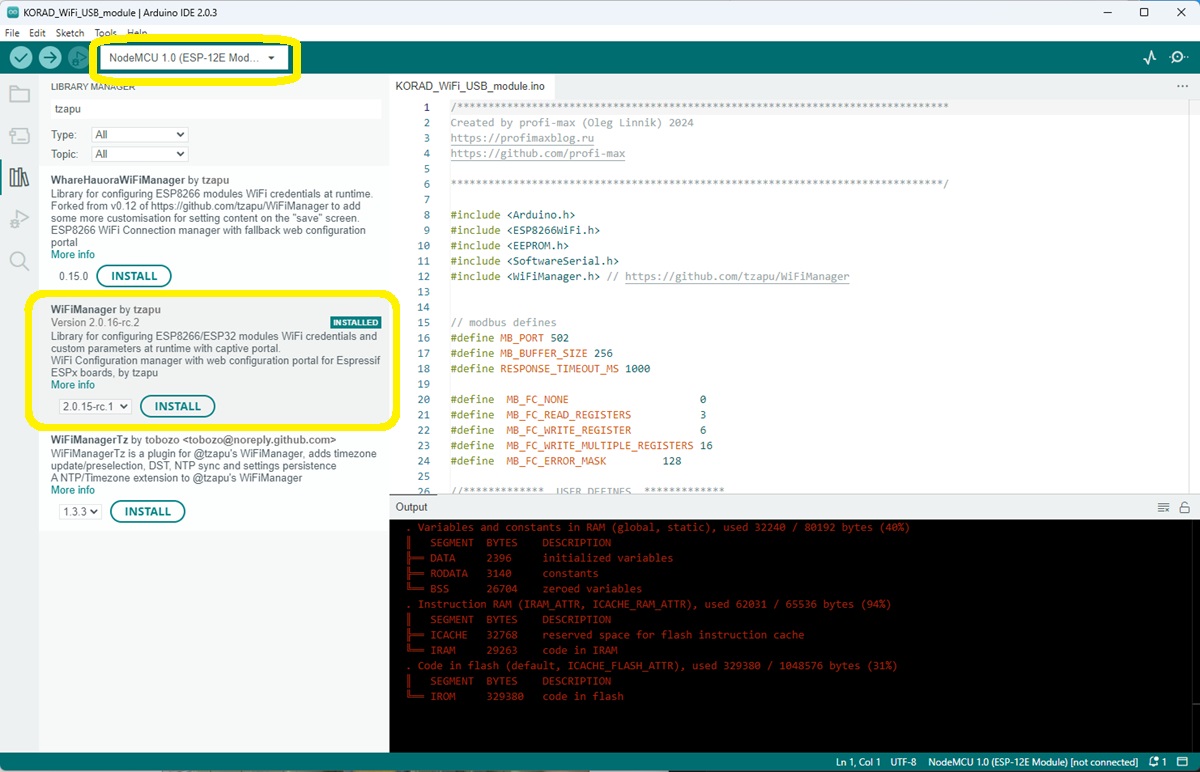 KORAD_WiFi_USB_module | Arduino IDE 2.0.3
File Edit Sketch Tools Help
NodeMCU 1.0 (ESP-12E Mod...
LIBRARY MANAGER
tzapu
Type: All
Topic: All
WhareHauoraWiFiManager by tzapu
Library for configuring ESP8266 modules WiFi credentials at runtime.
Forked from v0.12 of https://github.com/tzapu/WiFiManager to add
some more customisation for setting content on the "save" screen.
ESP8266 WiFi Connection manager with fallback web configuration
portal
More info
0.15.0 INSTALL
WiFiManager by tzapu
Version 2.0.16-rc.2 INSTALLED
Library for configuring ESP8266/ESP32 modules WiFi credentials and
custom parameters at runtime with captive portal.
WiFi Configuration manager with web configuration portal for Espressif
ESPx boards, by tzapu
More info
2.0.15-rc.1 INSTALL
WiFiManagerTz by tobozo <tobozo@noreply.github.com>
WiFiManagerTz is a plugin for @tzapu's WiFiManager, adds timezone
update/preselection, DST, NTP sync and settings persistence
A NTP/Timezone extension to @tzapu's WiFiManager
More info
1.3.3 INSTALL
KORAD_WiFi_USB_module.ino
1 /*******************************************************************************
2 Created by profi-max (Oleg Linnik) 2024
3 https://profimaxblog.ru
4 https://github.com/profi-max
5
6 *******************************************************************************/
7
8 #include <Arduino.h>
9 #include <ESP8266WiFi.h>
10 #include <EEPROM.h>
11 #include <SoftwareSerial.h>
12 #include <WiFiManager.h> // https://github.com/tzapu/WiFiManager
13
14
15 // modbus defines
16 #define MB_PORT 502
17 #define MB_BUFFER_SIZE 256
18 #define RESPONSE_TIMEOUT_MS 1000
19
20 #define MB_FC_NONE 0
21 #define MB_FC_READ_REGISTERS 3
22 #define MB_FC_WRITE_REGISTER 6
23 #define MB_FC_WRITE_MULTIPLE_REGISTERS 16
24 #define MB_FC_ERROR_MASK 128
25
26 //************* USER DEFINES *************
Output
. Variables and constants in RAM (global, static), used 32240 / 80192 bytes (40%)
║ SEGMENT BYTES DESCRIPTION
╠══ DATA 2396 initialized variables
╠══ RODATA 3140 constants
╚══ BSS 26704 zeroed variables
. Instruction RAM (IRAM_ATTR, ICACHE_RAM_ATTR), used 62031 / 65536 bytes (94%)
║ SEGMENT BYTES DESCRIPTION
╠══ ICACHE 32768 reserved space for flash instruction cache
╚══ IRAM 29263 code in IRAM
. Code in flash (default, ICACHE_FLASH_ATTR), used 329380 / 1048576 bytes (31%)
║ SEGMENT BYTES DESCRIPTION
╚══ IROM 329380 code in flash
Ln 1, Col 1 UTF-8 NodeMCU 1.0 (ESP-12E Module) [not connected] 1